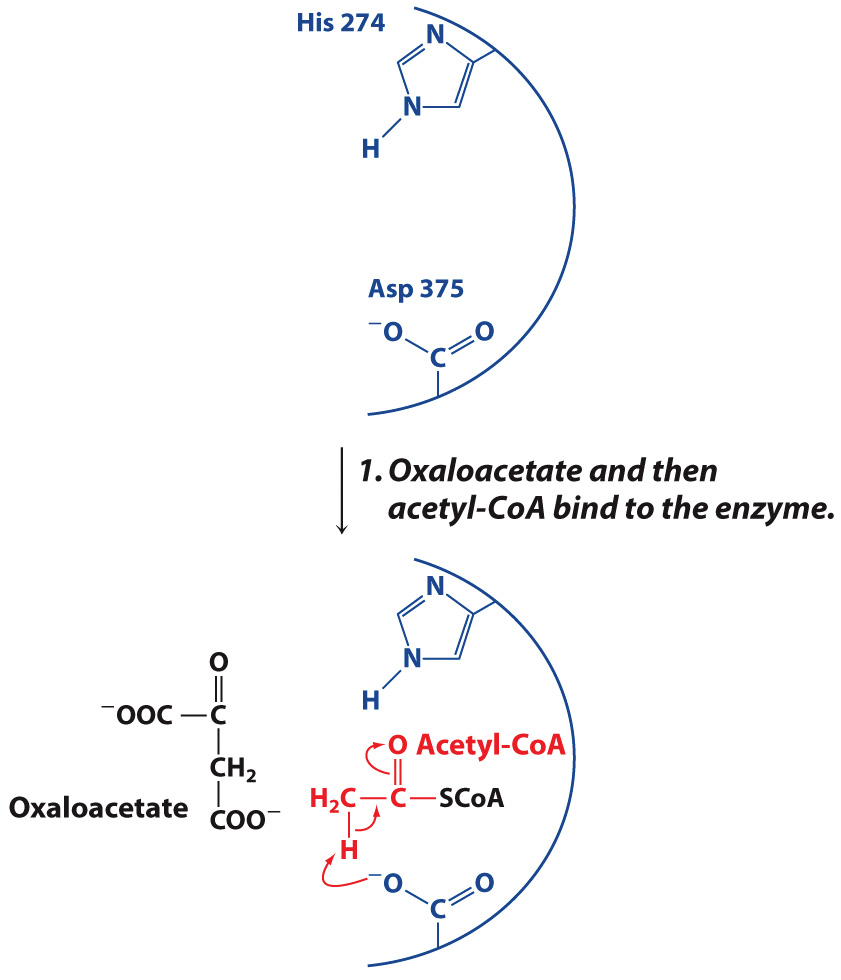 His 274
N
N
H
Asp 375
⁻O
O
C
1. Oxaloacetate and then
acetyl-CoA bind to the enzyme.
N
N
H
O
⁻OOC
C
CH₂
Oxaloacetate
COO⁻
O Acetyl-CoA
H₂C
C
SCoA
H
⁻O
O
C